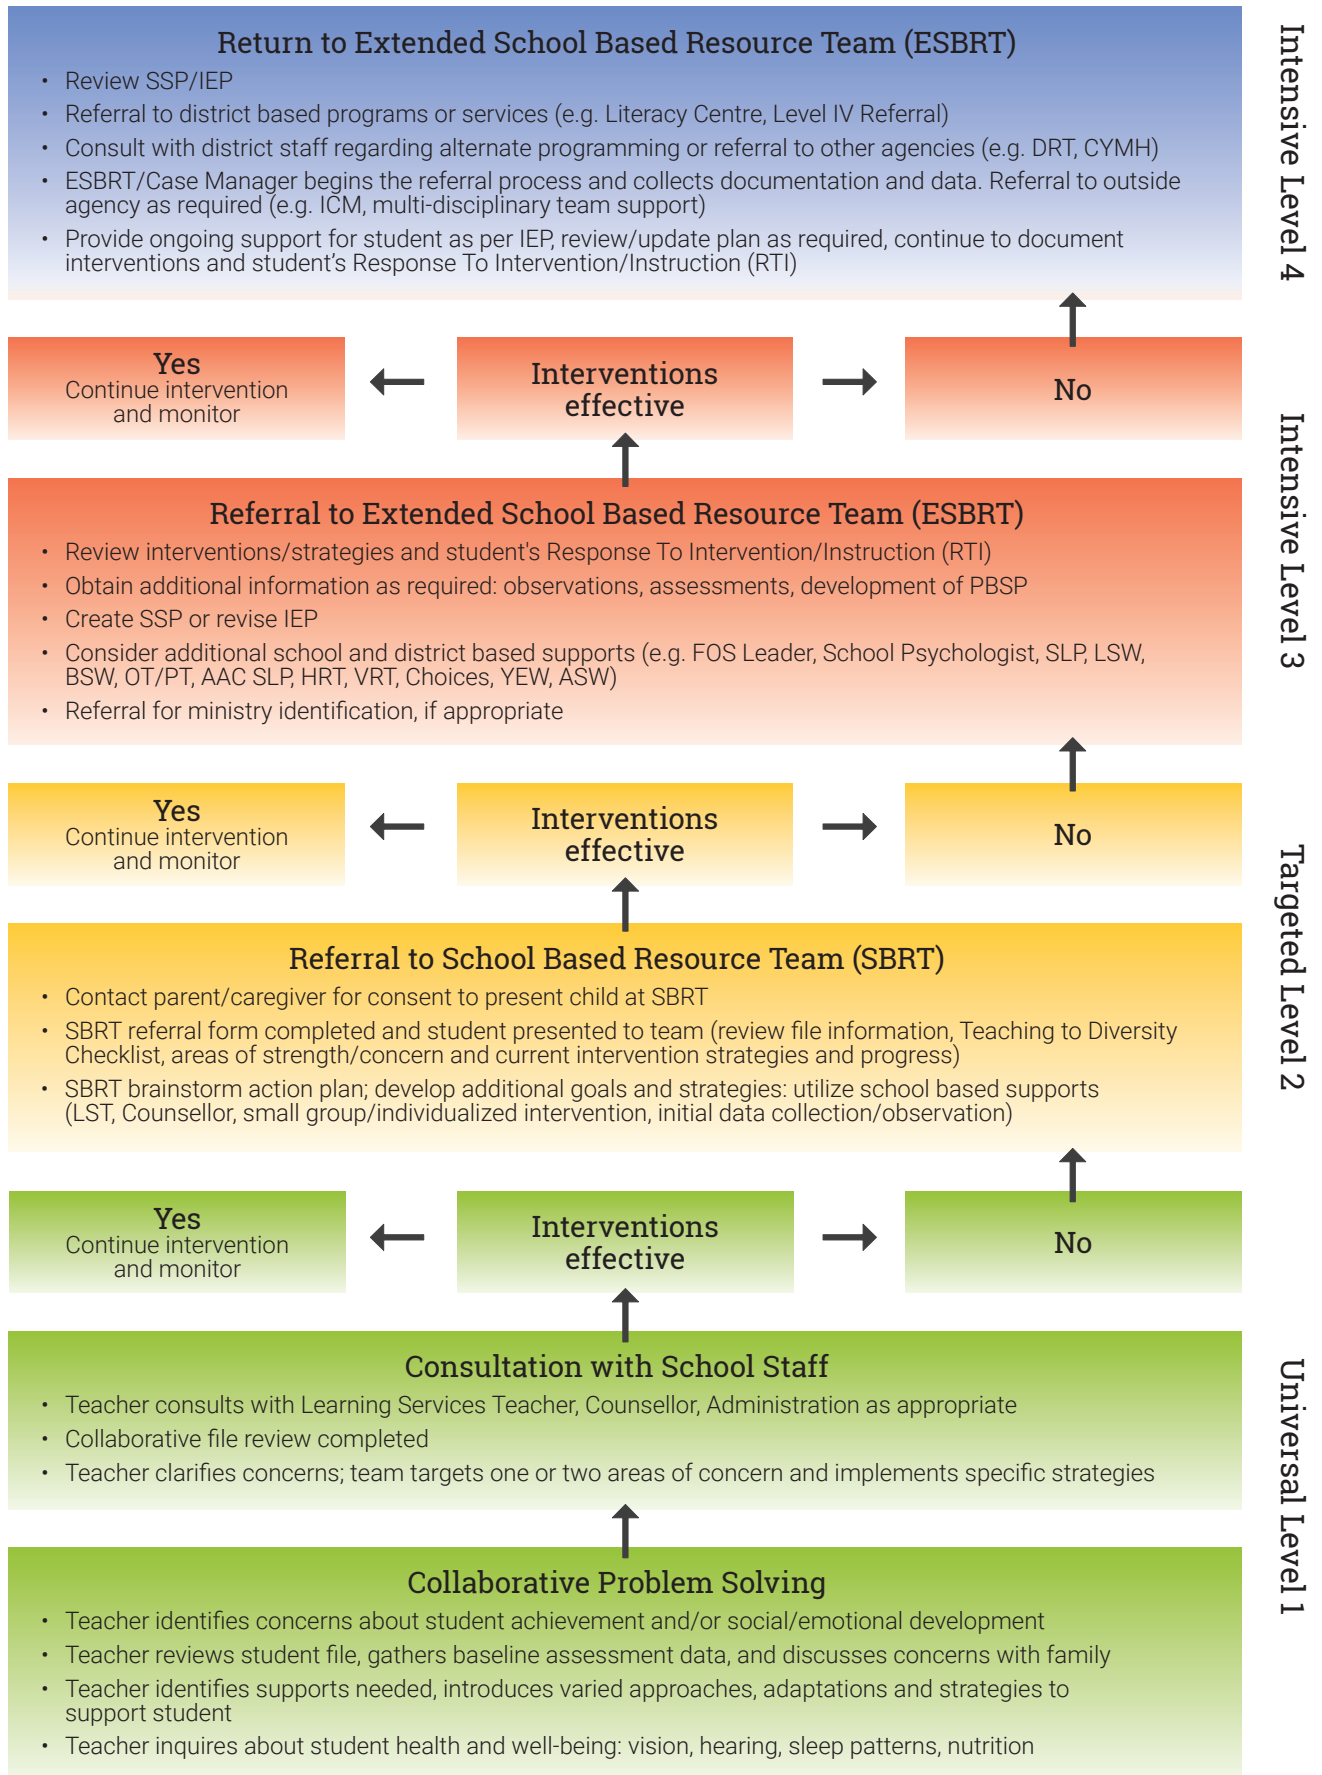 Return to Extended School Based Resource Team (ESBRT)
• Review SSP/IEP
• Referral to district based programs or services (e.g. Literacy Centre, Level IV Referral)
• Consult with district staff regarding alternate programming or referral to other agencies (e.g. DRT, CYMH)
• ESBRT/Case Manager begins the referral process and collects documentation and data. Referral to outside
agency as required (e.g. ICM, multi-disciplinary team support)
• Provide ongoing support for student as per IEP, review/update plan as required, continue to document
interventions and student’s Response To Intervention/Instruction (RTI)
Intensive Level 4
Yes
Continue intervention
and monitor
Interventions
effective
No
Referral to Extended School Based Resource Team (ESBRT)
• Review interventions/strategies and student's Response To Intervention/Instruction (RTI)
• Obtain additional information as required: observations, assessments, development of PBSP
• Create SSP or revise IEP
• Consider additional school and district based supports (e.g. FOS Leader, School Psychologist, SLP, LSW,
BSW, OT/PT, AAC SLP, HRT, VRT, Choices, YEW, ASW)
• Referral for ministry identification, if appropriate
Intensive Level 3
Yes
Continue intervention
and monitor
Interventions
effective
No
Referral to School Based Resource Team (SBRT)
• Contact parent/caregiver for consent to present child at SBRT
• SBRT referral form completed and student presented to team (review file information, Teaching to Diversity
Checklist, areas of strength/concern and current intervention strategies and progress)
• SBRT brainstorm action plan; develop additional goals and strategies: utilize school based supports
(LST, Counsellor, small group/individualized intervention, initial data collection/observation)
Targeted Level 2
Yes
Continue intervention
and monitor
Interventions
effective
No
Consultation with School Staff
• Teacher consults with Learning Services Teacher, Counsellor, Administration as appropriate
• Collaborative file review completed
• Teacher clarifies concerns; team targets one or two areas of concern and implements specific strategies
Collaborative Problem Solving
• Teacher identifies concerns about student achievement and/or social/emotional development
• Teacher reviews student file, gathers baseline assessment data, and discusses concerns with family
• Teacher identifies supports needed, introduces varied approaches, adaptations and strategies to
support student
• Teacher inquires about student health and well-being: vision, hearing, sleep patterns, nutrition
Universal Level 1